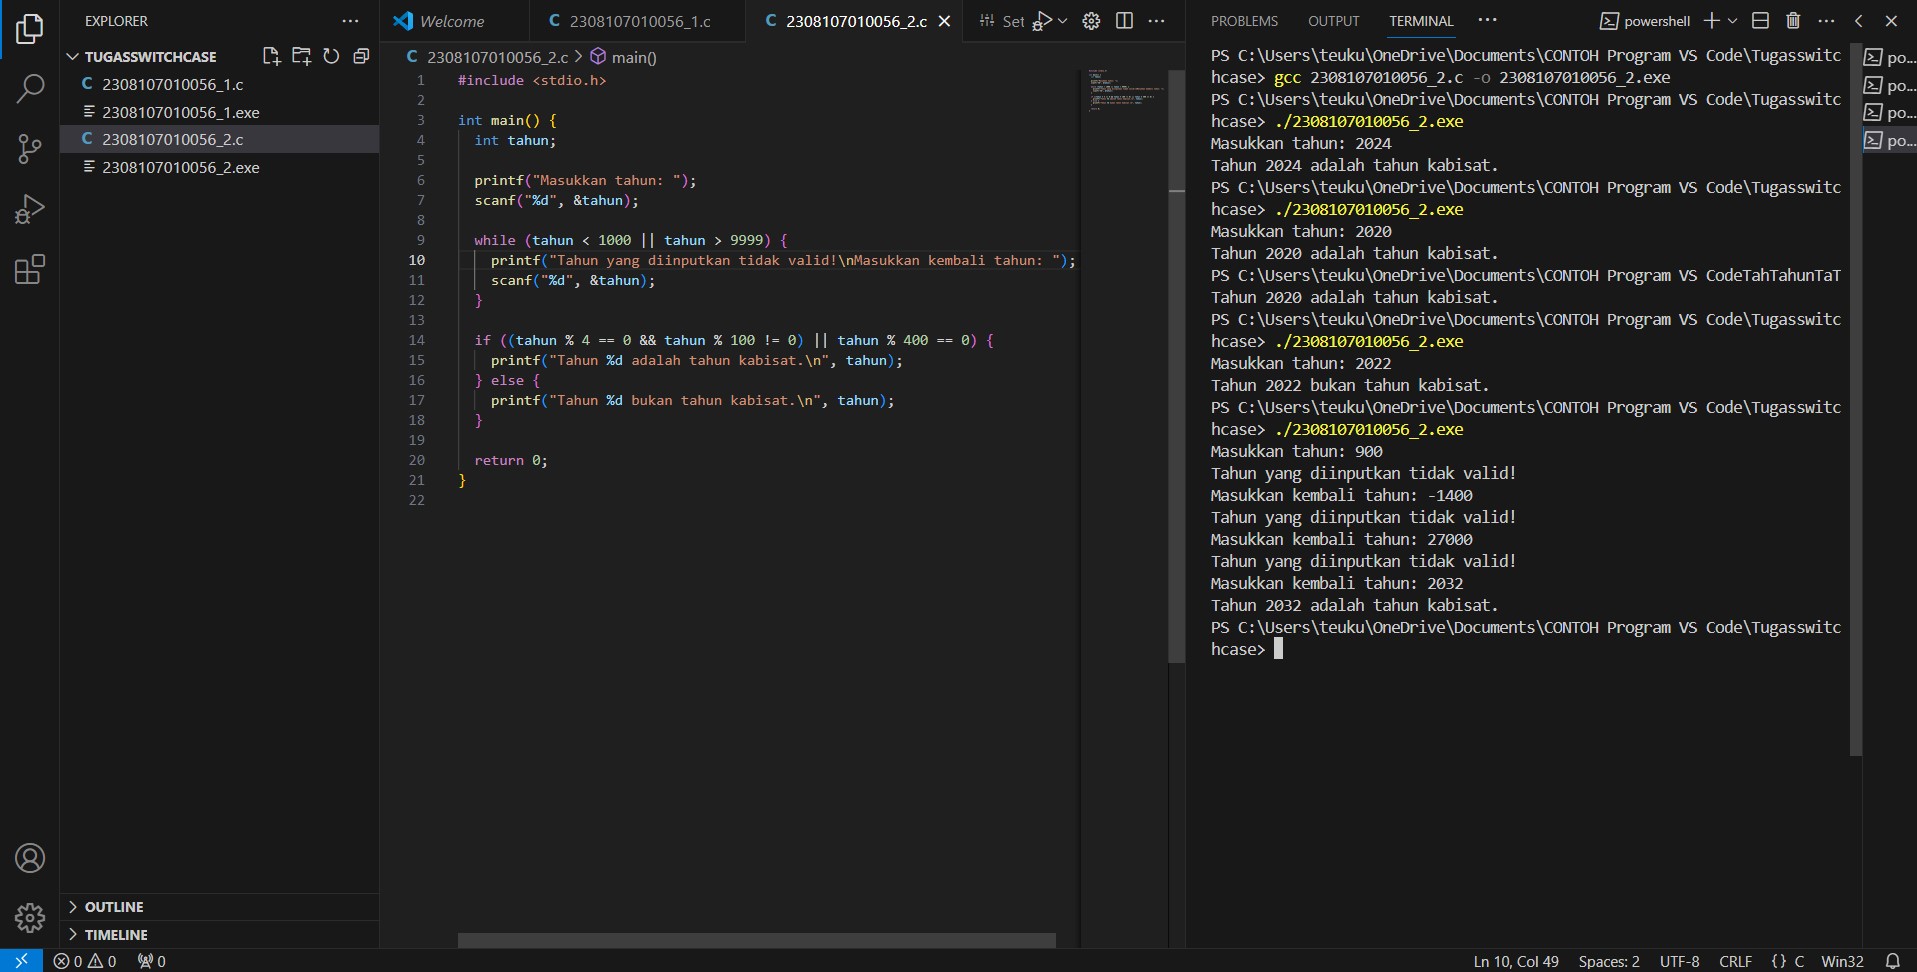 EXPLORER
TUGASSWITCHCASE
C 2308107010056_1.c
2308107010056_1.exe
C 2308107010056_2.c
2308107010056_2.exe
OUTLINE
TIMELINE
Welcome
C 2308107010056_1.c
C 2308107010056_2.c
Set
C 2308107010056_2.c > main()
1 #include <stdio.h>
2
3 int main() {
4 int tahun;
5
6 printf("Masukkan tahun: ");
7 scanf("%d", &tahun);
8
9 while (tahun < 1000 || tahun > 9999) {
10 printf("Tahun yang diinputkan tidak valid!\nMasukkan kembali tahun: ");
11 scanf("%d", &tahun);
12 }
13
14 if ((tahun % 4 == 0 && tahun % 100 != 0) || tahun % 400 == 0) {
15 printf("Tahun %d adalah tahun kabisat.\n", tahun);
16 } else {
17 printf("Tahun %d bukan tahun kabisat.\n", tahun);
18 }
19
20 return 0;
21 }
22
PROBLEMS OUTPUT TERMINAL
powershell
PS C:\Users\teuku\OneDrive\Documents\CONTOH Program VS Code\Tugasswitc
hcase> gcc 2308107010056_2.c -o 2308107010056_2.exe
PS C:\Users\teuku\OneDrive\Documents\CONTOH Program VS Code\Tugasswitc
hcase> ./2308107010056_2.exe
Masukkan tahun: 2024
Tahun 2024 adalah tahun kabisat.
PS C:\Users\teuku\OneDrive\Documents\CONTOH Program VS Code\Tugasswitc
hcase> ./2308107010056_2.exe
Masukkan tahun: 2020
Tahun 2020 adalah tahun kabisat.
PS C:\Users\teuku\OneDrive\Documents\CONTOH Program VS CodeTahTahunTaT
Tahun 2020 adalah tahun kabisat.
PS C:\Users\teuku\OneDrive\Documents\CONTOH Program VS Code\Tugasswitc
hcase> ./2308107010056_2.exe
Masukkan tahun: 2022
Tahun 2022 bukan tahun kabisat.
PS C:\Users\teuku\OneDrive\Documents\CONTOH Program VS Code\Tugasswitc
hcase> ./2308107010056_2.exe
Masukkan tahun: 900
Tahun yang diinputkan tidak valid!
Masukkan kembali tahun: -1400
Tahun yang diinputkan tidak valid!
Masukkan kembali tahun: 27000
Tahun yang diinputkan tidak valid!
Masukkan kembali tahun: 2032
Tahun 2032 adalah tahun kabisat.
PS C:\Users\teuku\OneDrive\Documents\CONTOH Program VS Code\Tugasswitc
hcase>
po...
po...
po...
po...
0 0 0
Ln 10, Col 49 Spaces: 2 UTF-8 CRLF {} C Win32